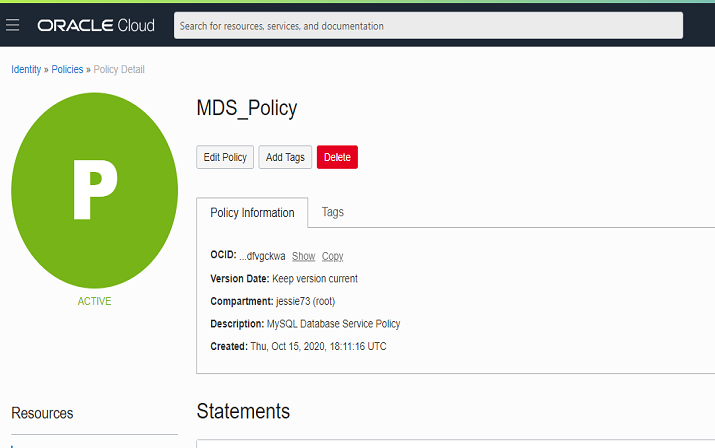 ORACLE Cloud
Search for resources, services, and documentation
Identity » Policies » Policy Detail
P
ACTIVE
MDS_Policy
Edit Policy Add Tags Delete
Policy Information Tags
OCID: ...dfvgckwa Show Copy
Version Date: Keep version current
Compartment: jessie73 (root)
Description: MySQL Database Service Policy
Created: Thu, Oct 15, 2020, 18:11:16 UTC
Resources
Statements